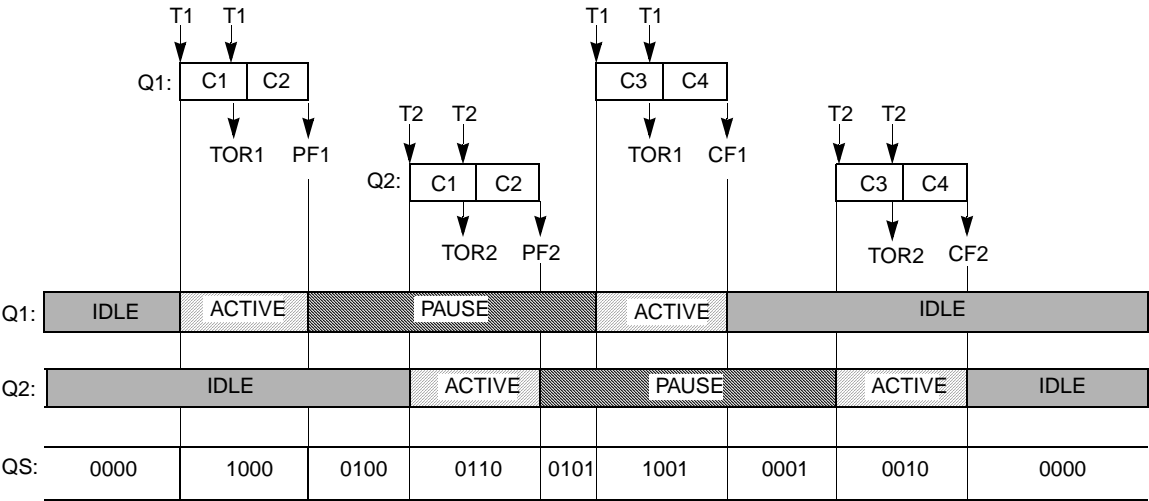 T1 T1 T1 T1
Q1: C1 C2 C3 C4
T2 T2 T2 T2
TOR1 PF1 TOR1 CF1
Q2: C1 C2 C3 C4
TOR2 PF2 TOR2 CF2
Q1: IDLE ACTIVE PAUSE ACTIVE IDLE
Q2: IDLE ACTIVE PAUSE ACTIVE IDLE
QS: 0000 1000 0100 0110 0101 1001 0001 0010 0000